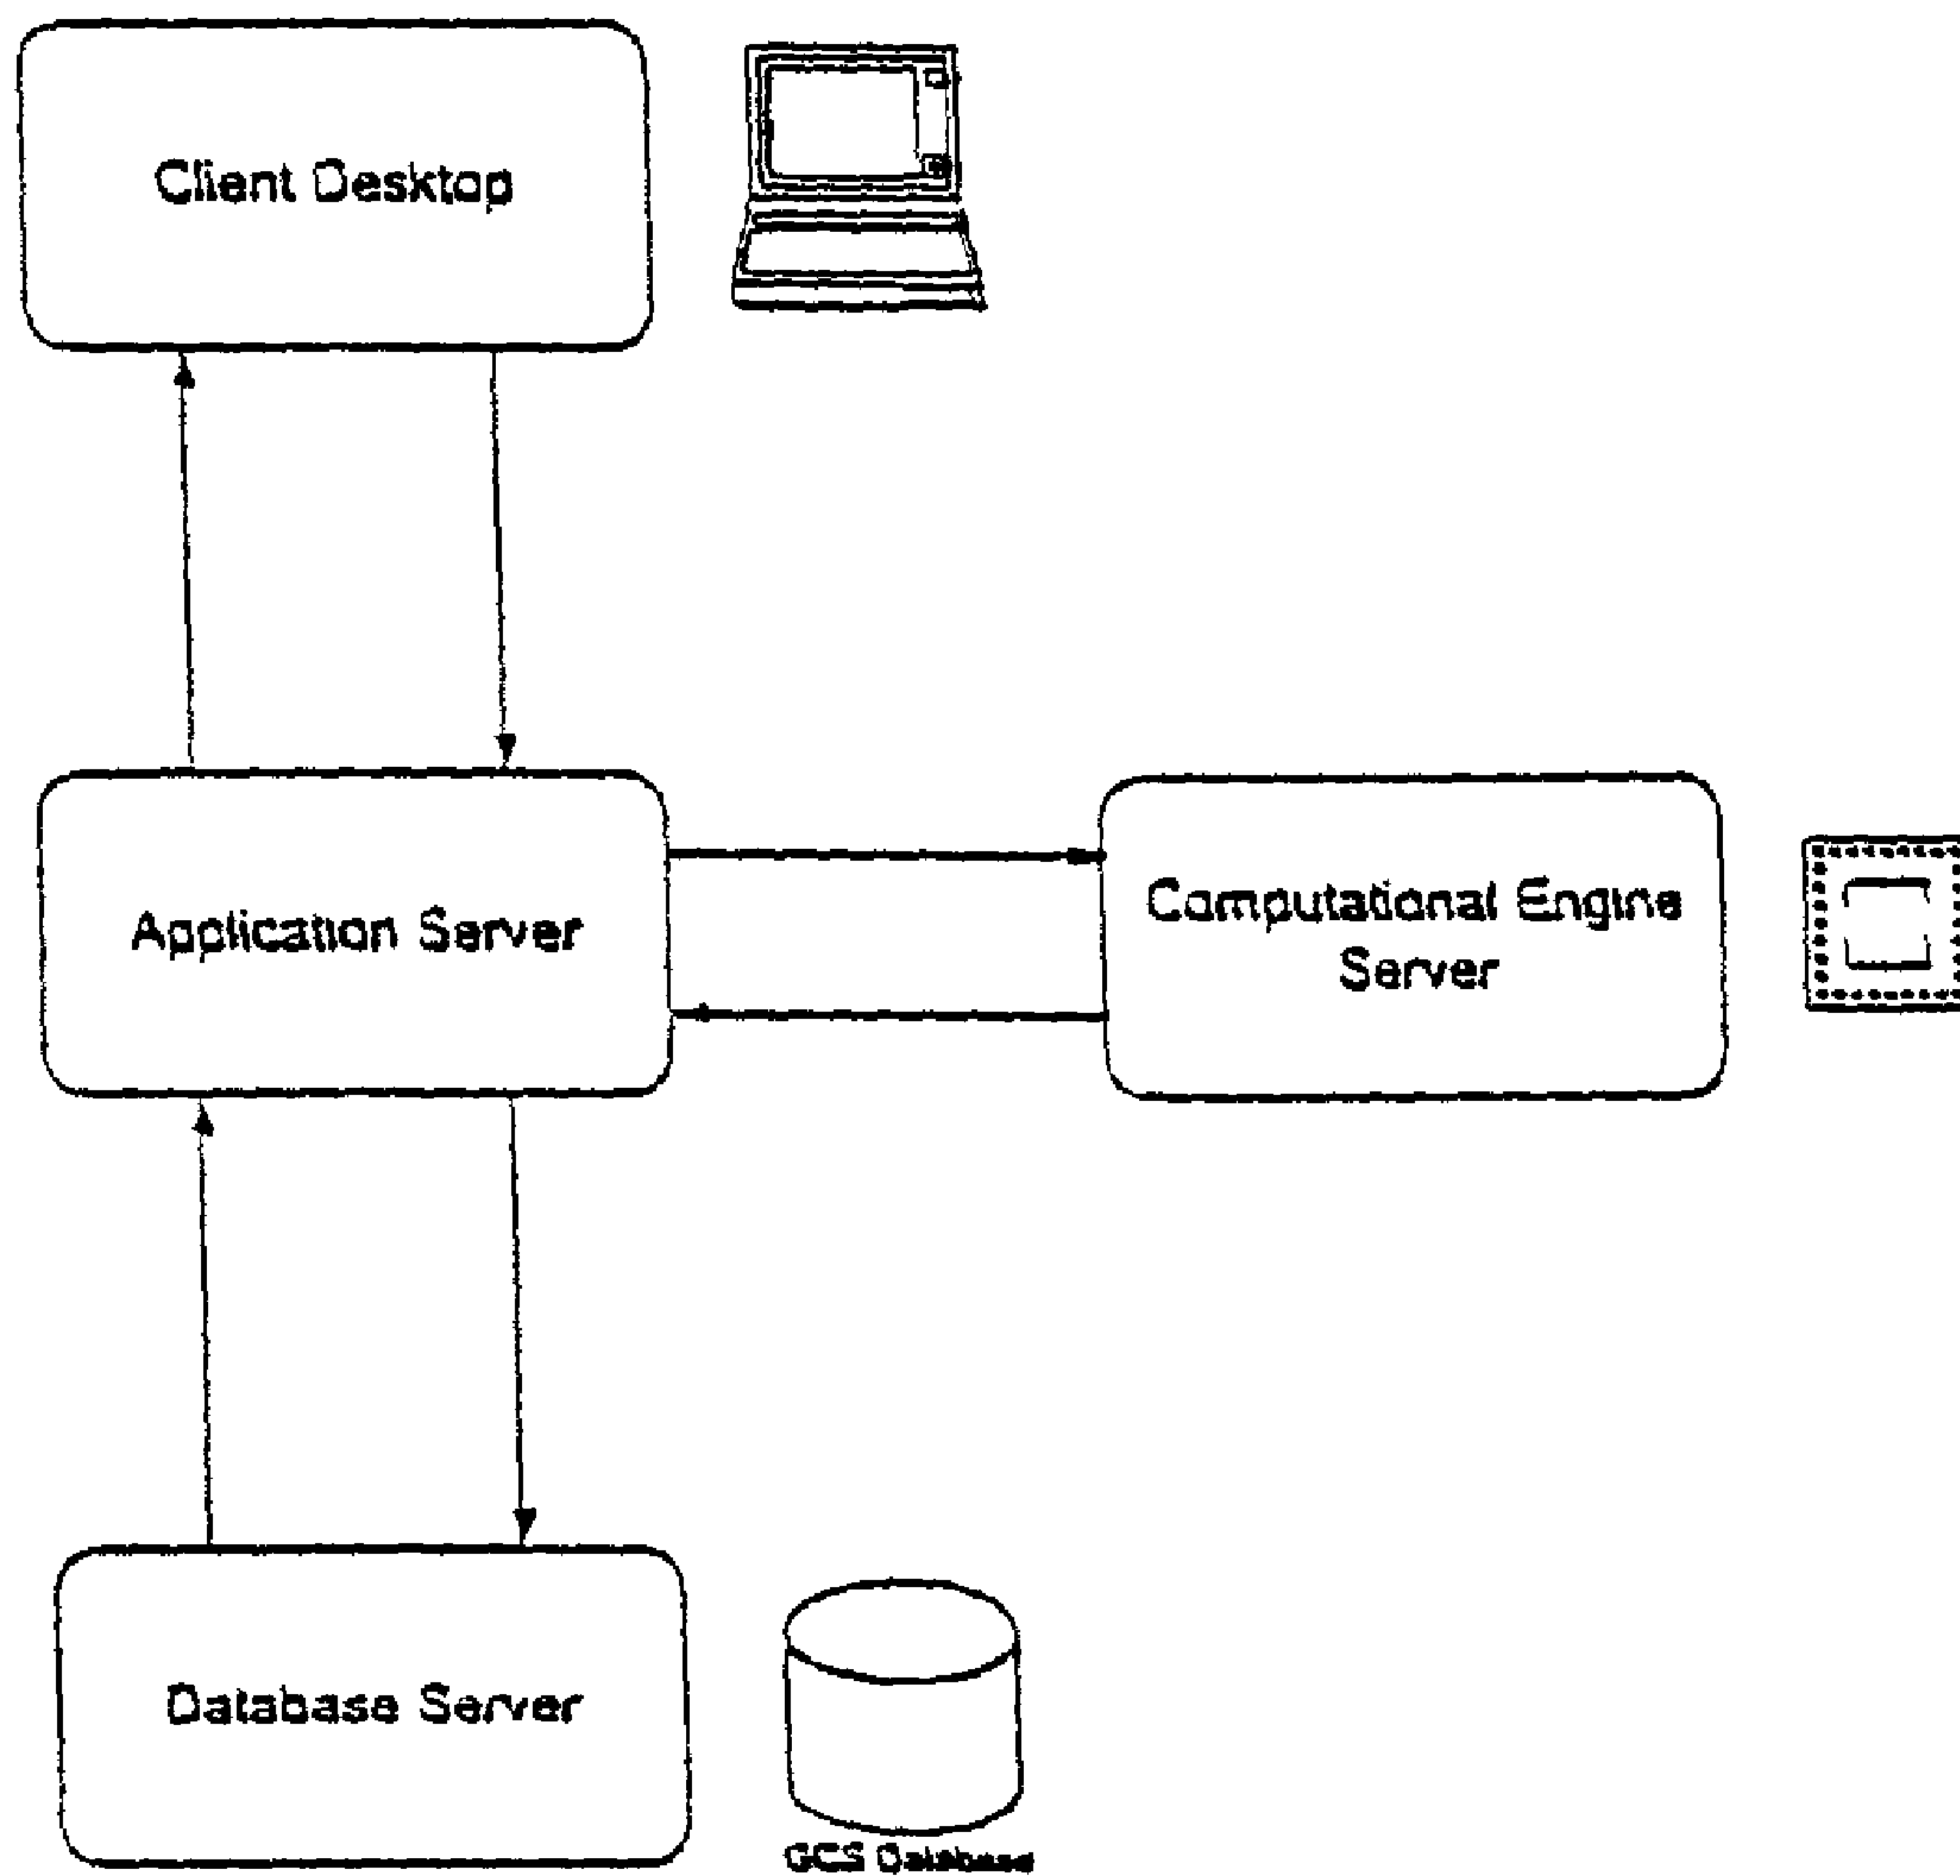 Client Desktop
Application Server
Computational Engine
Server
Database Server
GCS Database